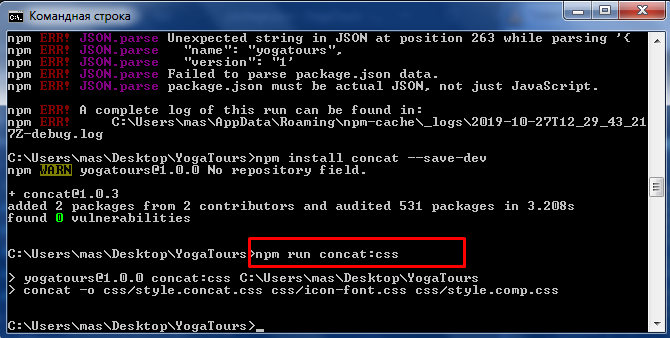 Командная строка
npm ERR! JSON.parse Unexpected string in JSON at position 263 while parsing '{
npm ERR! JSON.parse   "name": "yogatours",
npm ERR! JSON.parse   "version": "1'
npm ERR! JSON.parse Failed to parse package.json data.
npm ERR! JSON.parse package.json must be actual JSON, not just JavaScript.
npm ERR! A complete log of this run can be found in:
npm ERR!     C:\Users\mas\AppData\Roaming\npm-cache\_logs\2019-10-27T12_29_43_21
7Z-debug.log
C:\Users\mas\Desktop\YogaTours>npm install concat --save-dev
npm WARN yogatours@1.0.0 No repository field.
+ concat@1.0.3
added 2 packages from 2 contributors and audited 531 packages in 3.208s
found 0 vulnerabilities
C:\Users\mas\Desktop\YogaTours>npm run concat:css
> yogatours@1.0.0 concat:css C:\Users\mas\Desktop\YogaTours
> concat -o css/style.concat.css css/icon-font.css css/style.comp.css
C:\Users\mas\Desktop\YogaTours>_